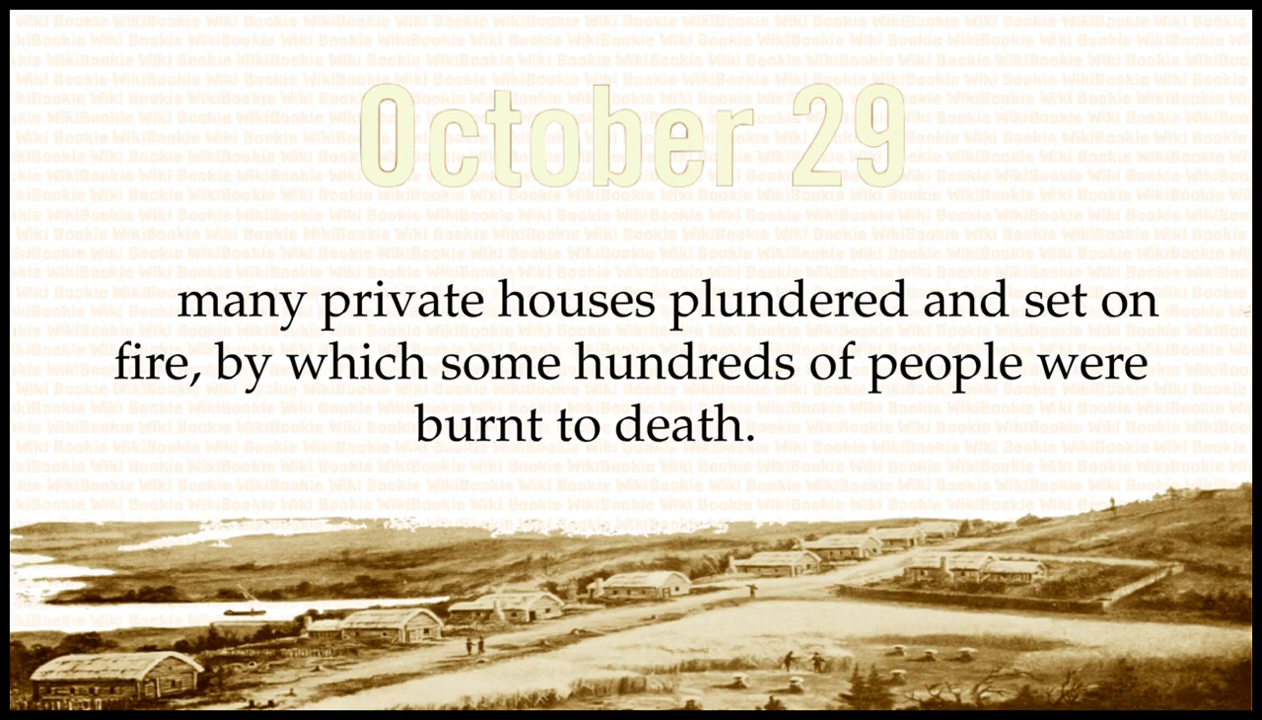 October 29
many private houses plundered and set on
fire, by which some hundreds of people were
burnt to death.